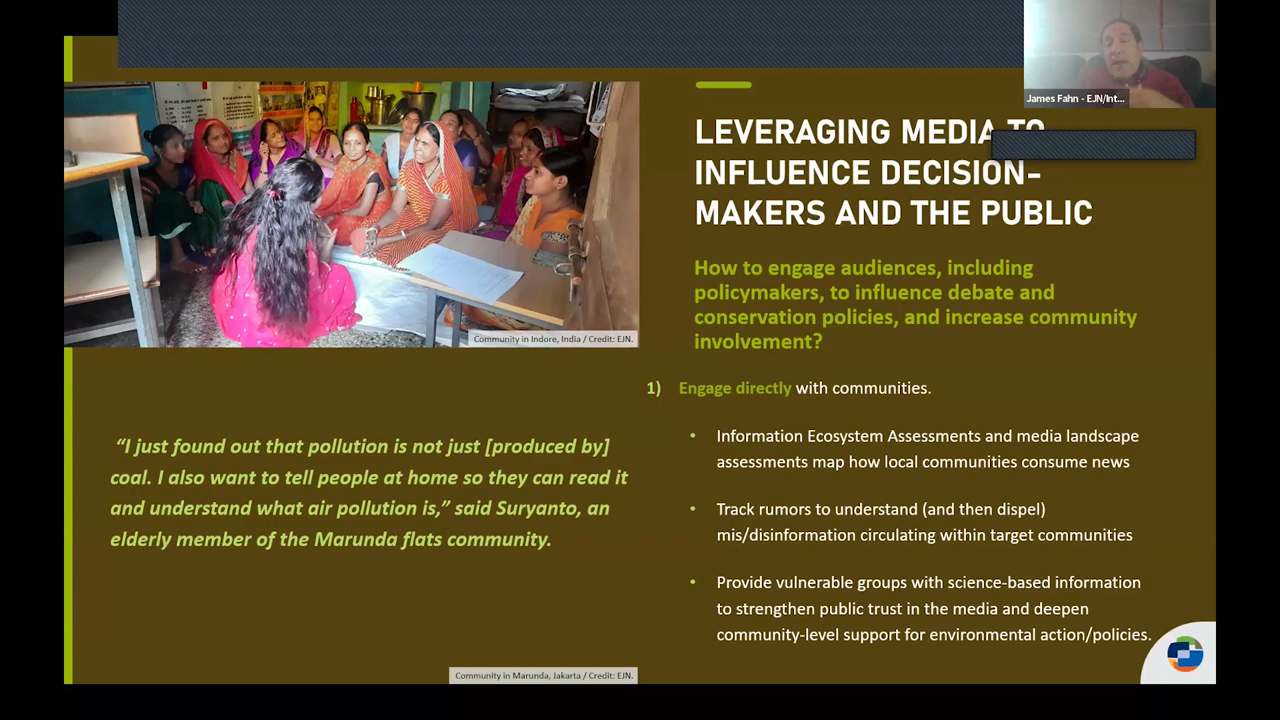 James Fahn - EJN/Int...
LEVERAGING MEDIA TO
INFLUENCE DECISION-
MAKERS AND THE PUBLIC
How to engage audiences, including
policymakers, to influence debate and
conservation policies, and increase community
involvement?
Community in Indore, India / Credit: EJN.
1) Engage directly with communities.
• Information Ecosystem Assessments and media landscape
assessments map how local communities consume news
• Track rumors to understand (and then dispel)
mis/disinformation circulating within target communities
• Provide vulnerable groups with science-based information
to strengthen public trust in the media and deepen
community-level support for environmental action/policies.
“I just found out that pollution is not just [produced by]
coal. I also want to tell people at home so they can read it
and understand what air pollution is,” said Suryanto, an
elderly member of the Marunda flats community.
Community in Marunda, Jakarta / Credit: EJN.